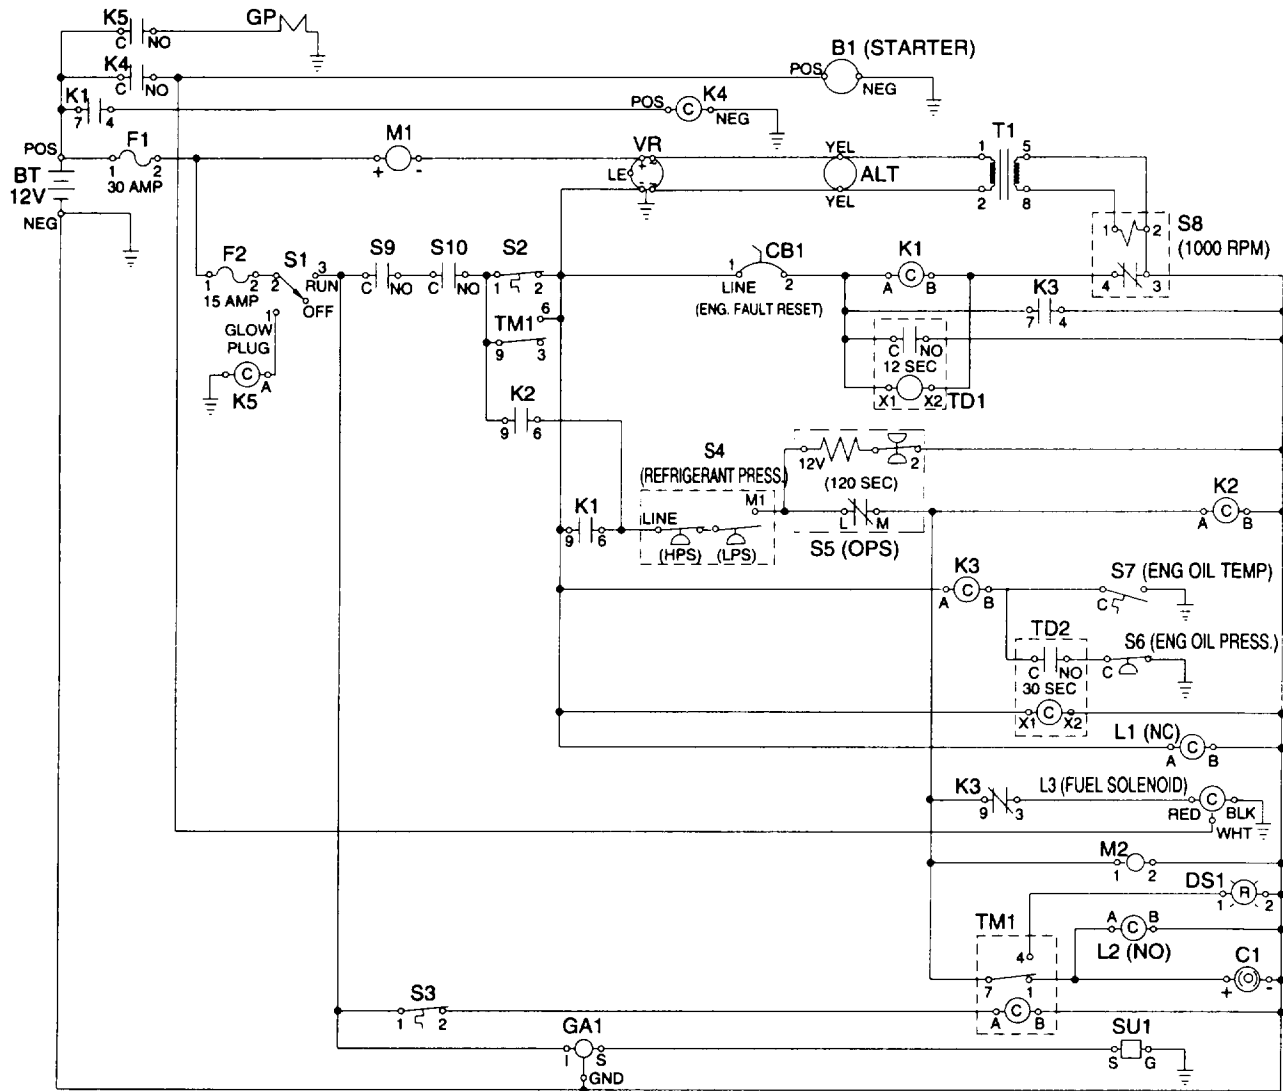 K5 GP
C NO
K4 B1 (STARTER)
C NO POS NEG
K1 POS C K4
7 4 NEG
F1 M1 VR YEL T1
POS 1 2 + - + 1 5
BT 30 AMP LE ALT
12V - YEL 2 8
NEG S8
1 2 (1000 RPM)
F2 S1 3 S9 S10 S2 CB1 K1
1 2 2 RUN C NO C NO 1 2 1 2 A C B 4 3
15 AMP OFF LINE K3
6 (ENG. FAULT RESET) 7 4
1 TM1
GLOW 9 3 C NO
PLUG 12 SEC
C A K2 X1 X2 TD1
K5 9 6
S4 12V 2
(REFRIGERANT PRESS.) (120 SEC)
K1 LINE M1 L M K2
9 6 (HPS) (LPS) S5 (OPS) A C B
K3 S7 (ENG OIL TEMP)
A C B C
TD2 S6 (ENG OIL PRESS.)
C NO C
30 SEC
X1 C X2
L1 (NC)
A C B
K3 L3 (FUEL SOLENOID) C
9 3 RED BLK
WHT
M2
1 2
DS1
1 R 2
TM1 A C B
4 L2 (NO) C1
7 1 + -
S3
1 2 A C B
GA1 SU1
I S S G
GND